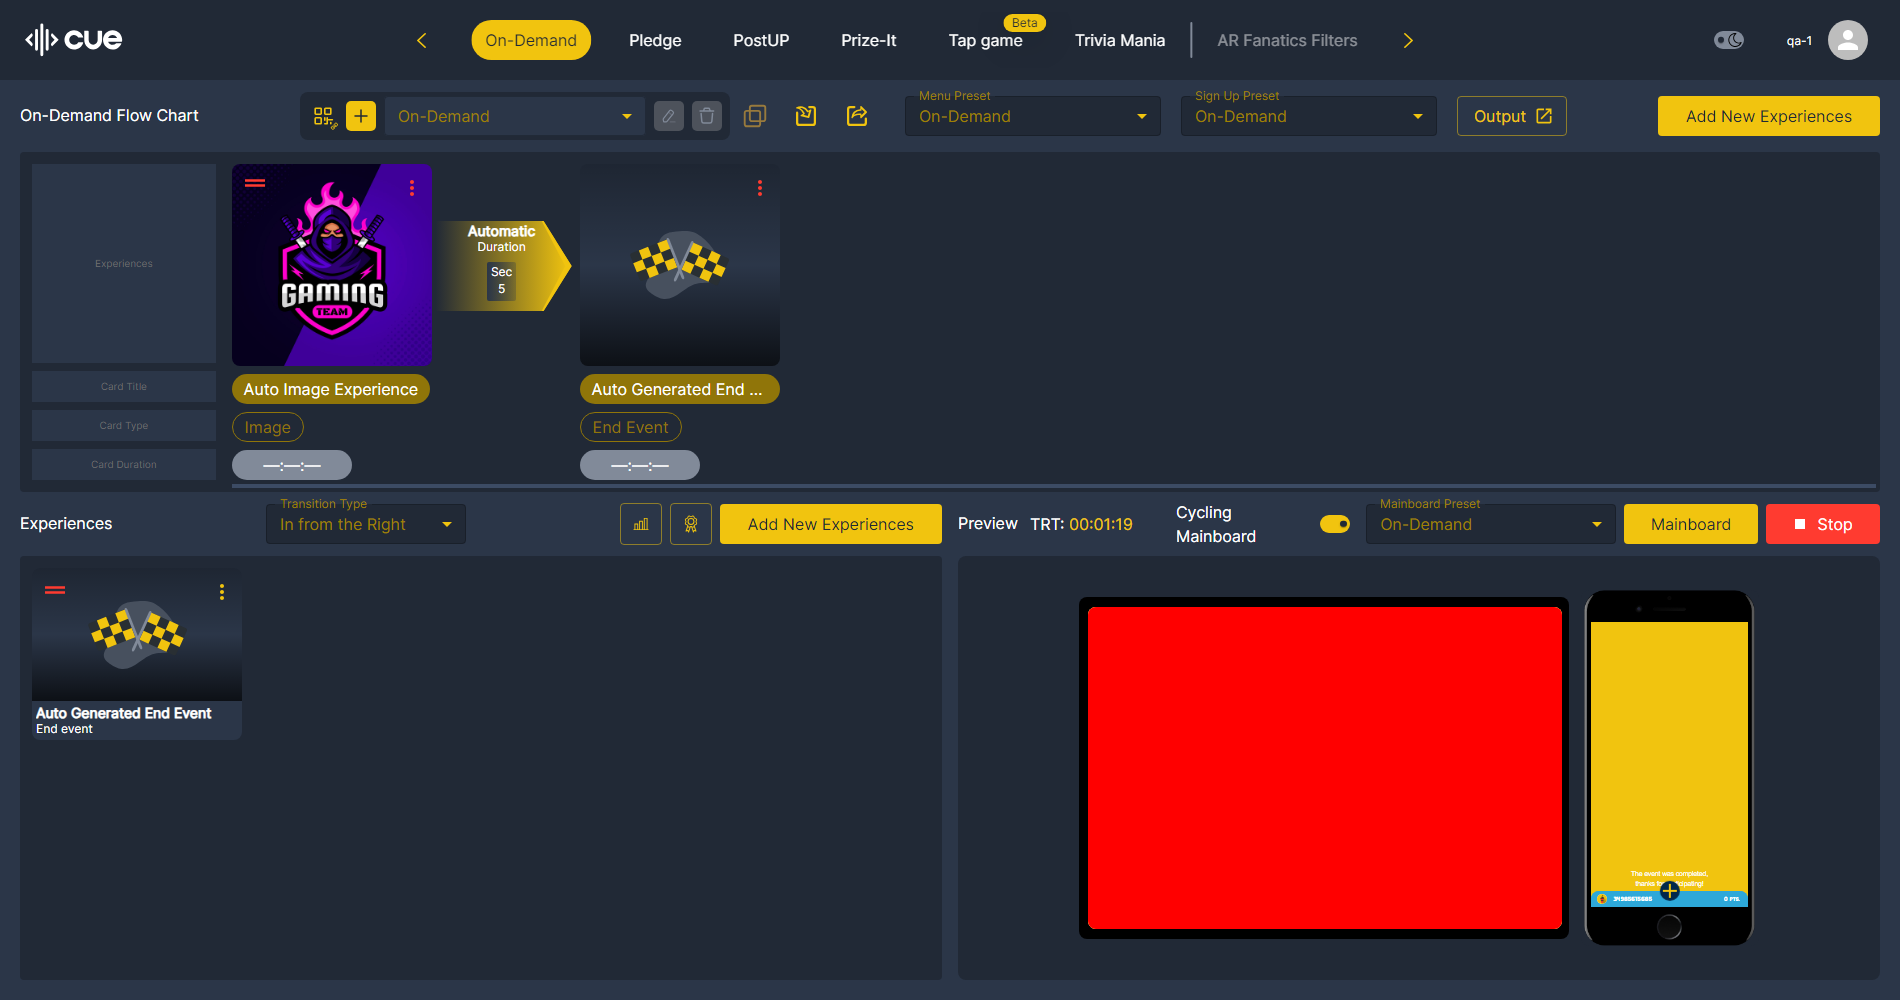 cue
On-Demand
Pledge
PostUP
Prize-It
Tap game
Beta
Trivia Mania
AR Fanatics Filters
qa-1
On-Demand Flow Chart
On-Demand
Menu Preset
On-Demand
Sign Up Preset
On-Demand
Output
Add New Experiences
Experiences
Card Title
Card Type
Card Duration
GAMING
TEAM
Automatic
Duration
Sec
5
Auto Image Experience
Image
—:—:—
Auto Generated End ...
End Event
—:—:—
Experiences
Transition Type
In from the Right
Add New Experiences
Preview
TRT: 00:01:19
Cycling
Mainboard
Mainboard Preset
On-Demand
Mainboard
Stop
Auto Generated End Event
End event
The event was completed,
0 PTS.